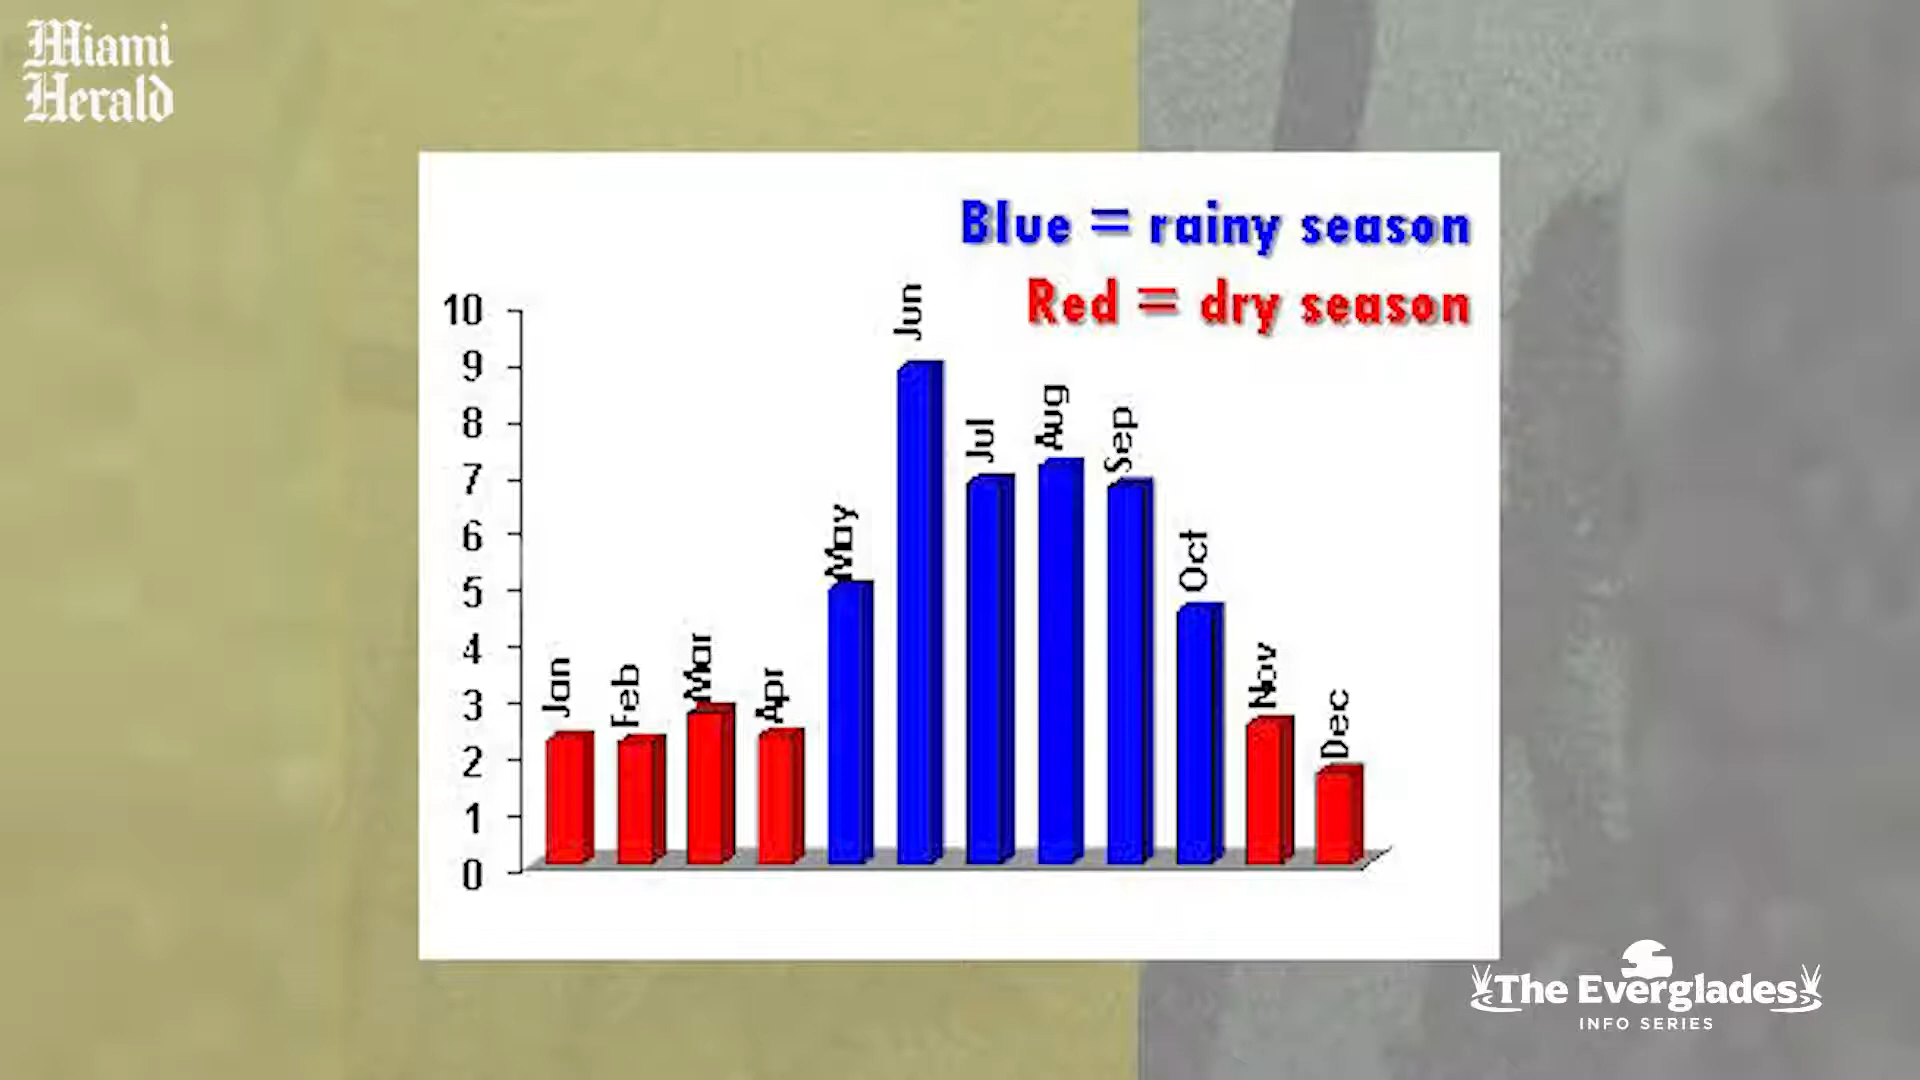 Miami
Herald
Blue = rainy season
Red = dry season
10
9
8
7
6
5
4
3
2
1
0
Jan
Feb
Mar
Apr
May
Jun
Jul
Aug
Sep
Oct
Nov
Dec
The Everglades
INFO SERIES